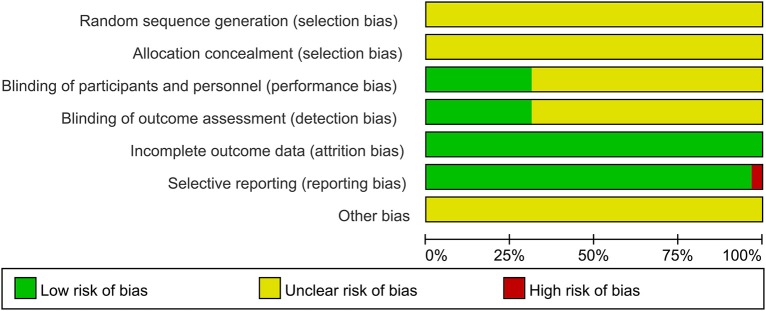 Random sequence generation (selection bias)
Allocation concealment (selection bias)
Blinding of participants and personnel (performance bias)
Blinding of outcome assessment (detection bias)
Incomplete outcome data (attrition bias)
Selective reporting (reporting bias)
Other bias
0% 25% 50% 75% 100%
Low risk of bias Unclear risk of bias High risk of bias